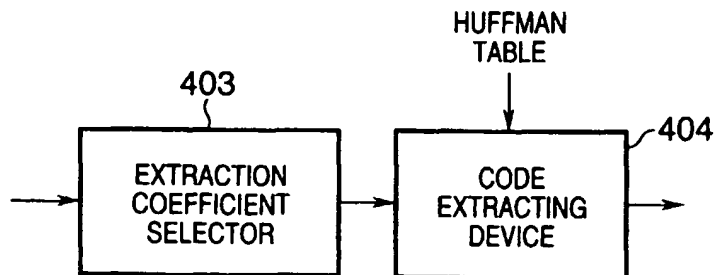 HUFFMAN
TABLE
403
404
EXTRACTION
COEFFICIENT
SELECTOR
CODE
EXTRACTING
DEVICE